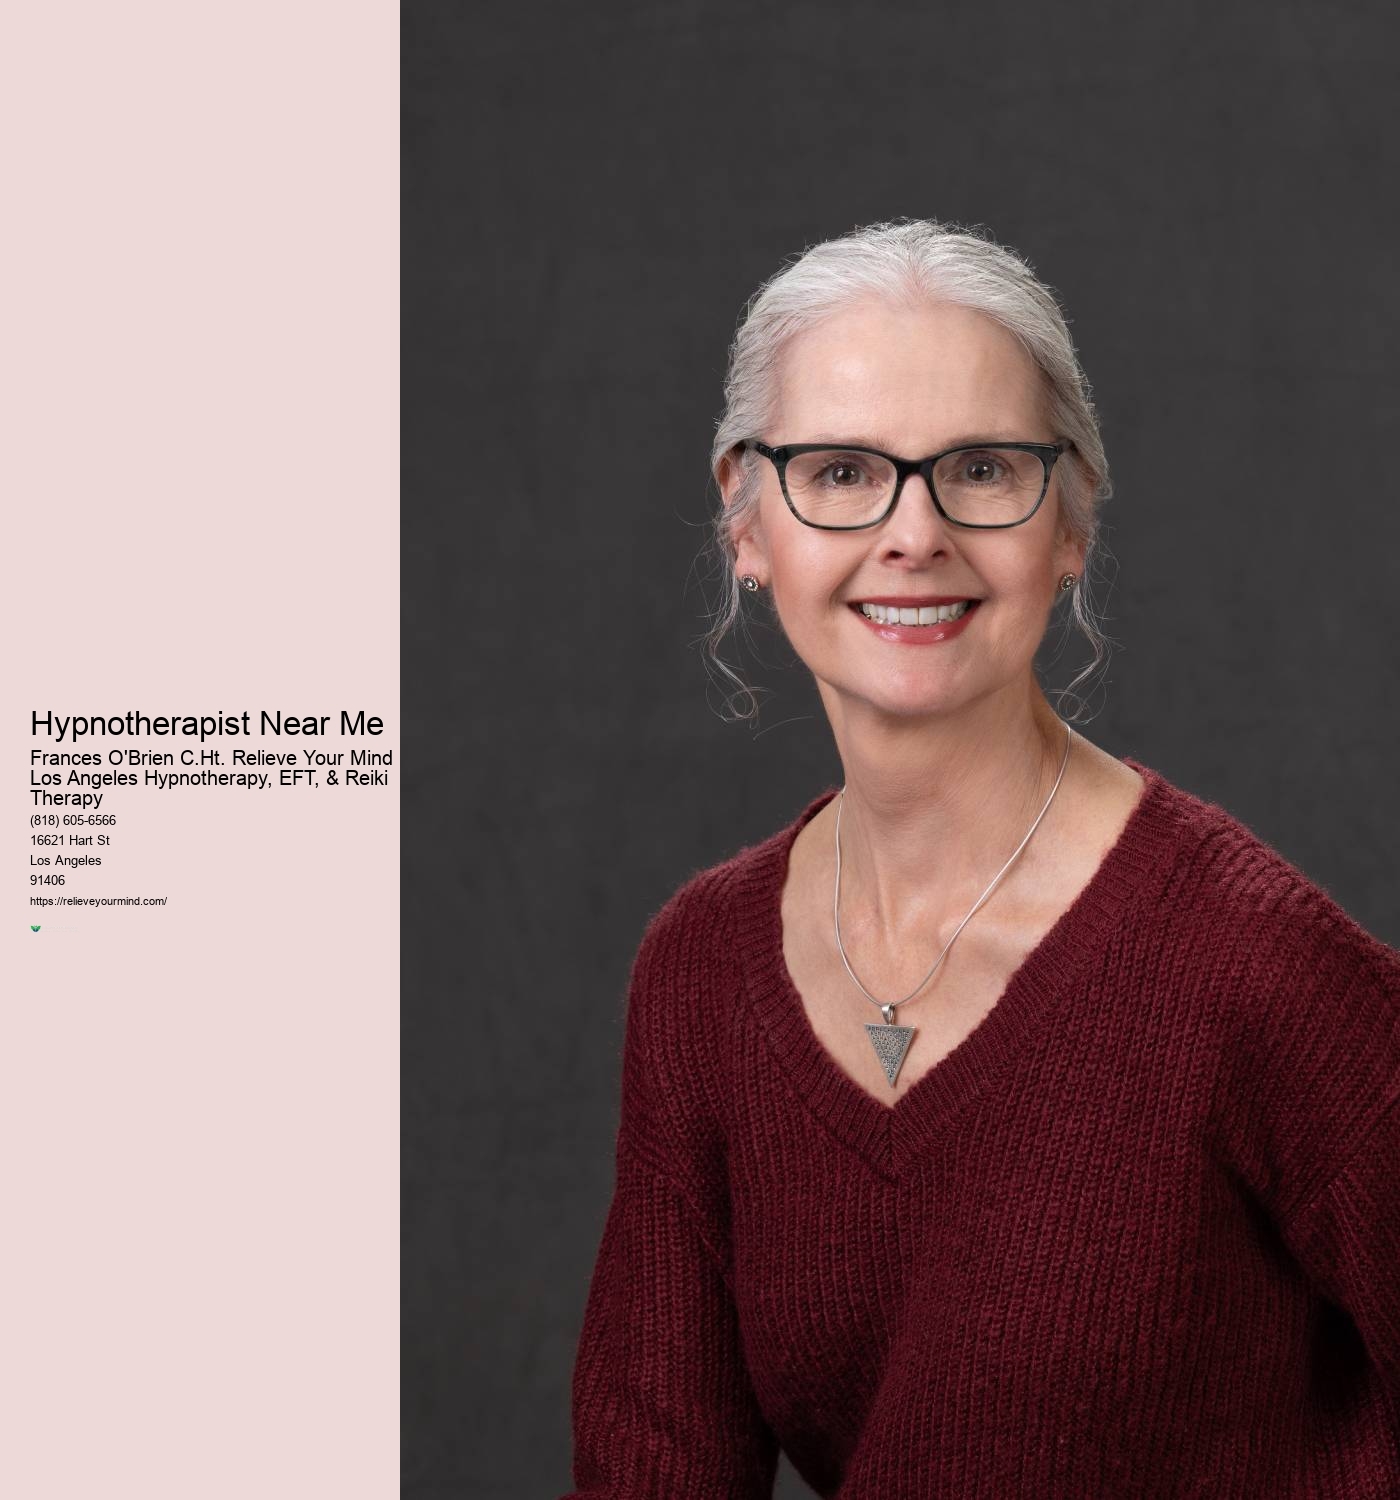 Hypnotherapist Near Me
Frances O'Brien C.Ht. Relieve Your Mind
Los Angeles Hypnotherapy, EFT, & Reiki
Therapy
(818) 605-6566
16621 Hart St
Los Angeles
91406
https://relieveyourmind.com/